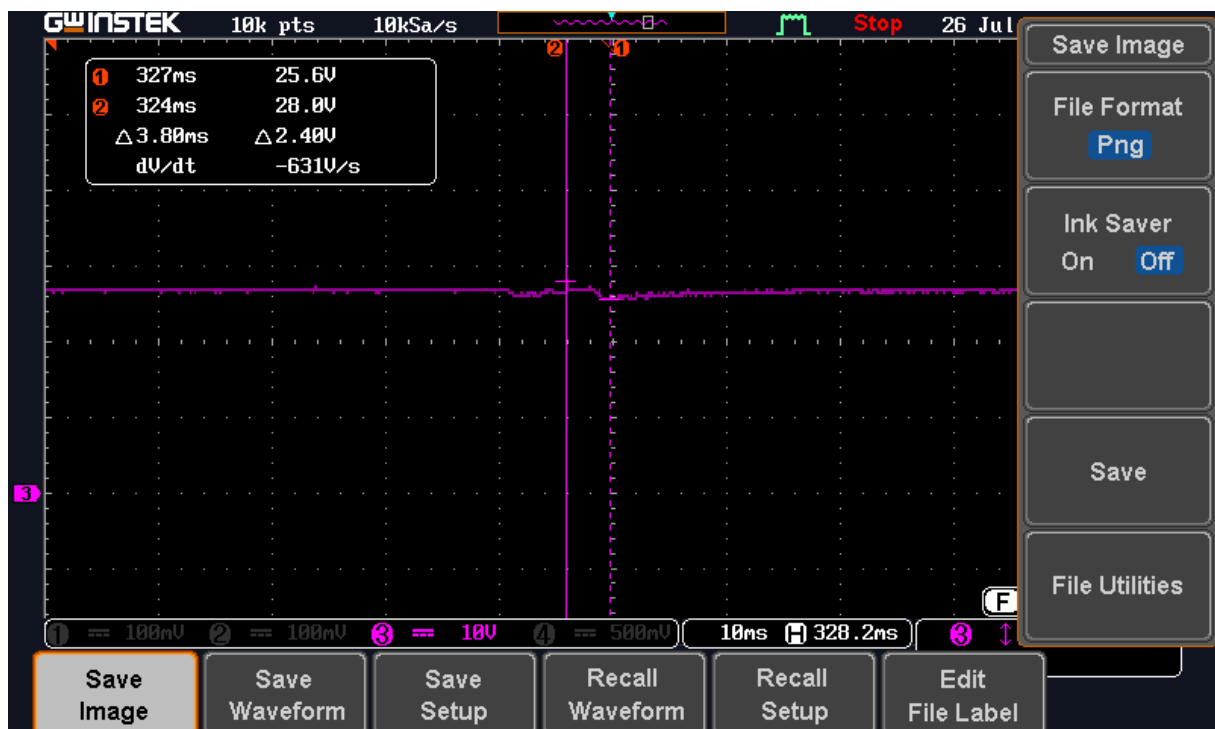 GWINSTEK 10k pts 10kSa/s Stop 26 Jul
2 1
1 327ms 25.6V
2 324ms 28.0V
△3.80ms △2.40V
dV/dt -631V/s
3
F
1 100mV 2 100mV 3 10V 4 500mV 10ms H 328.2ms 3
Save Image
File Format
Png
Ink Saver
On Off
Save
File Utilities
Save Image
Save Waveform
Save Setup
Recall Waveform
Recall Setup
Edit File Label